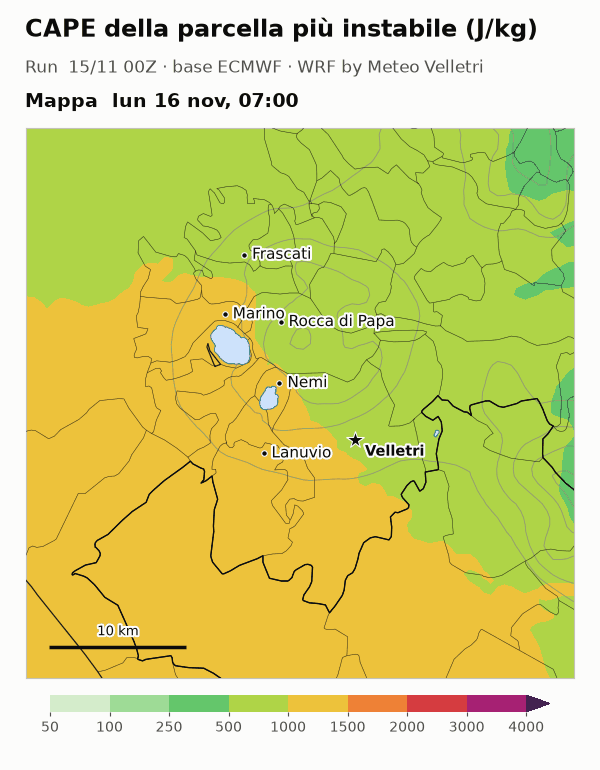 CAPE della parcella più instabile (J/kg)
Run  15/11 00Z · base ECMWF · WRF by Meteo Velletri
Mappa  lun 16 nov, 07:00
Frascati
Marino
Rocca di Papa
Nemi
Velletri
Lanuvio
10 km
50 100 250 500 1000 1500 2000 3000 4000